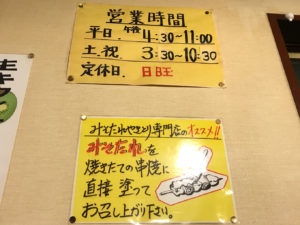 営業時間
平日 午後 4:30~11:00
土.祝 3:30~10:30
定休日. 日旺
みそだれやきとり専門店のオススメ!!
みそだれを
焼きたての串焼に
直接 塗って
お召し上がり下さい。
キ
キ